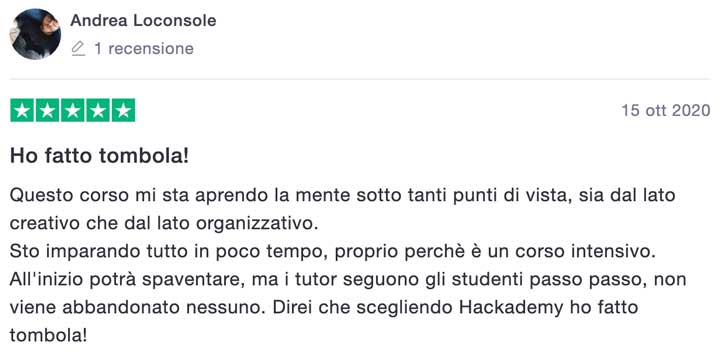 Andrea Loconsole
1 recensione
15 ott 2020
Ho fatto tombola!
Questo corso mi sta aprendo la mente sotto tanti punti di vista, sia dal lato
creativo che dal lato organizzativo.
Sto imparando tutto in poco tempo, proprio perchè è un corso intensivo.
All'inizio potrà spaventare, ma i tutor seguono gli studenti passo passo, non
viene abbandonato nessuno. Direi che scegliendo Hackademy ho fatto
tombola!